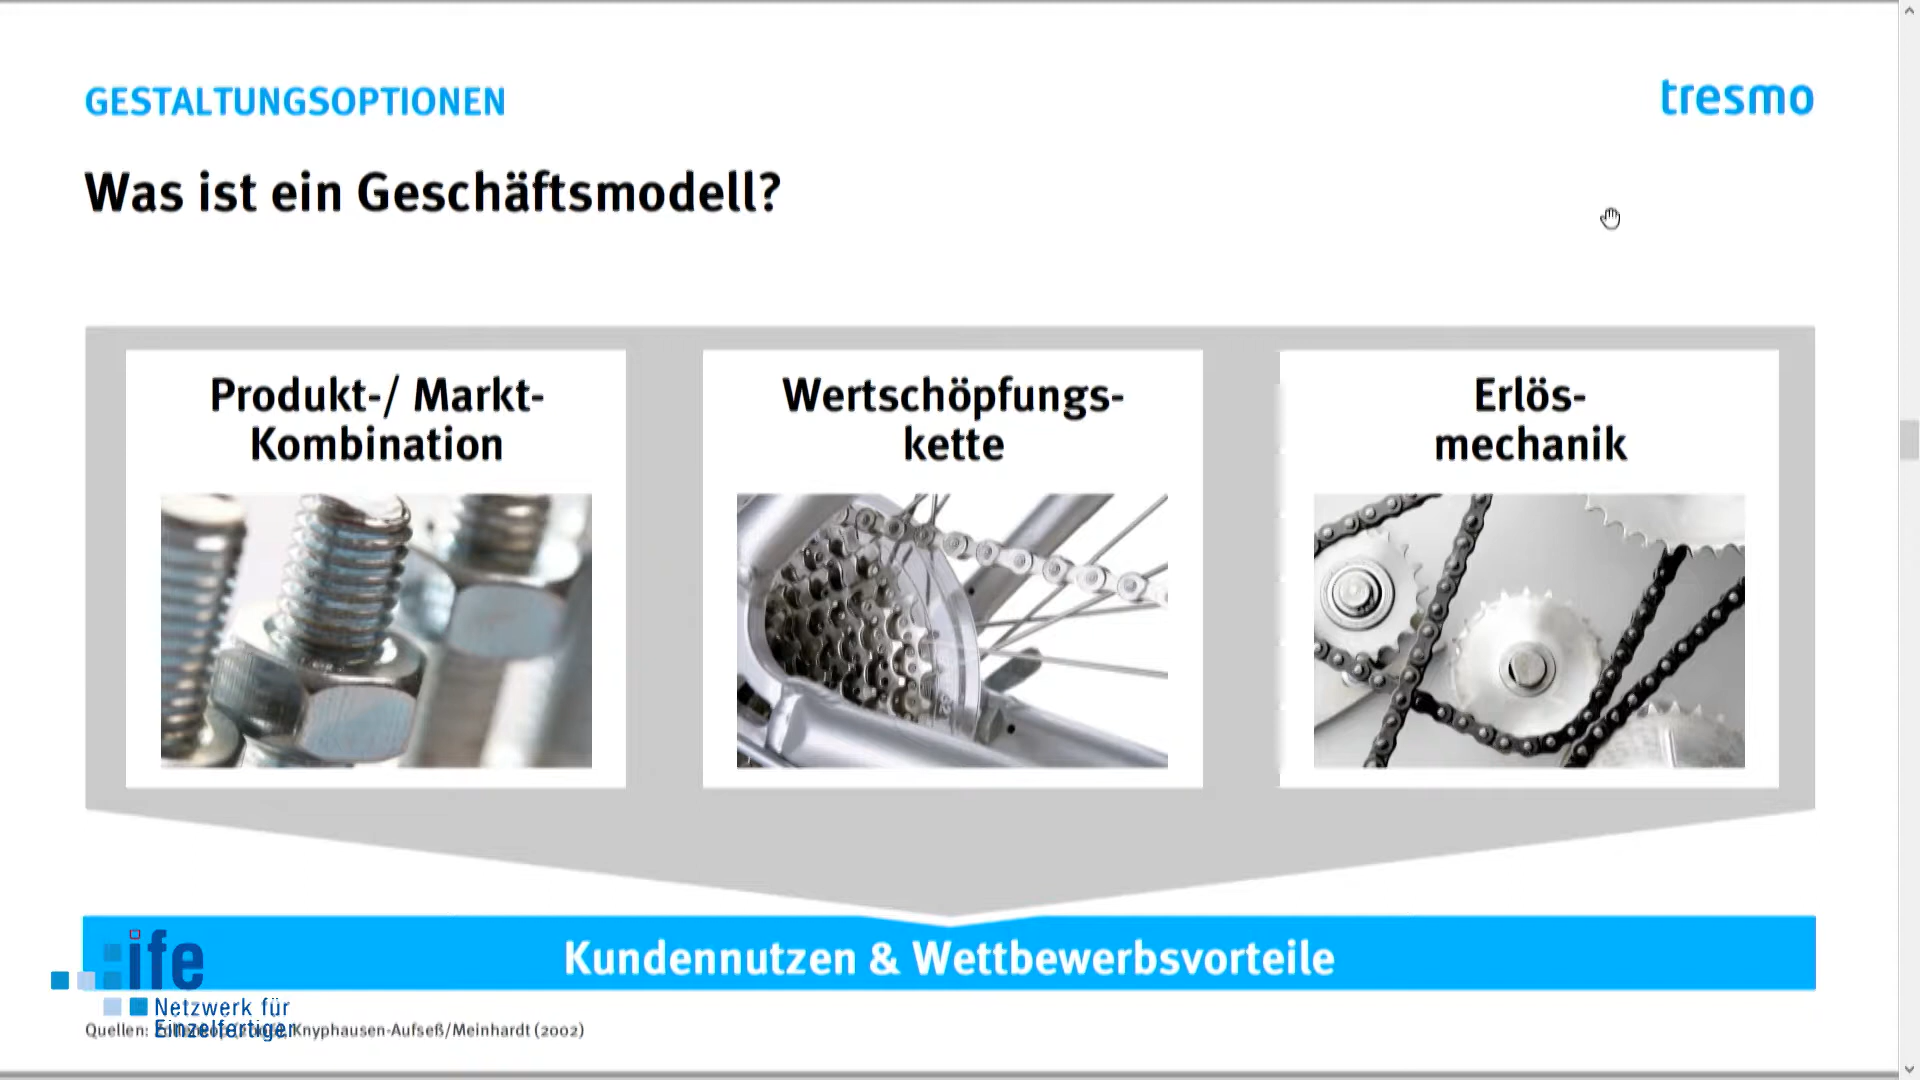 GESTALTUNGSOPTIONEN
tresmo
Was ist ein Geschäftsmodell?
Produkt-/ Markt-
Kombination
Wertschöpfungs-
kette
Erlös-
mechanik
Kundennutzen & Wettbewerbsvorteile
ife
Netzwerk für
Einzelfertiger
Quellen: Knyphausen-Aufseß/Meinhardt (2002)